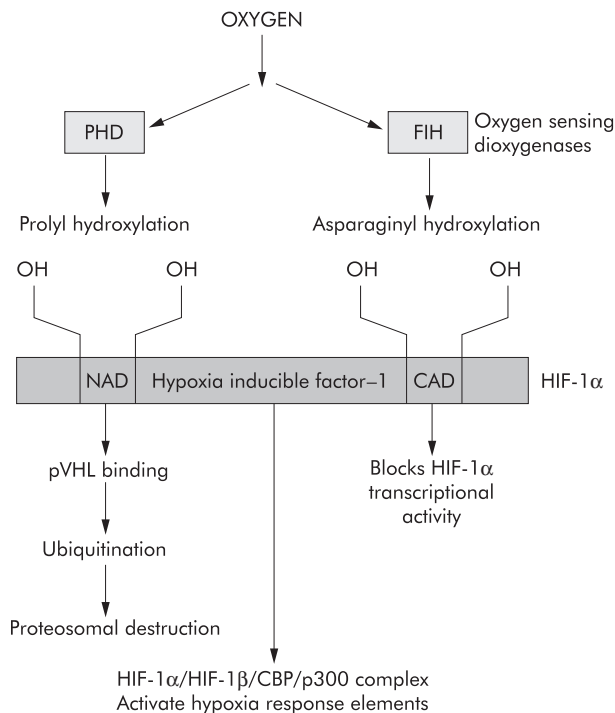 OXYGEN
PHD
FIH
Oxygen sensing
dioxygenases
Prolyl hydroxylation
Asparaginyl hydroxylation
OH
OH
OH
OH
NAD
Hypoxia inducible factor–1
CAD
HIF-1α
pVHL binding
Blocks HIF-1α
transcriptional
activity
Ubiquitination
Proteosomal destruction
HIF-1α/HIF-1β/CBP/p300 complex
Activate hypoxia response elements